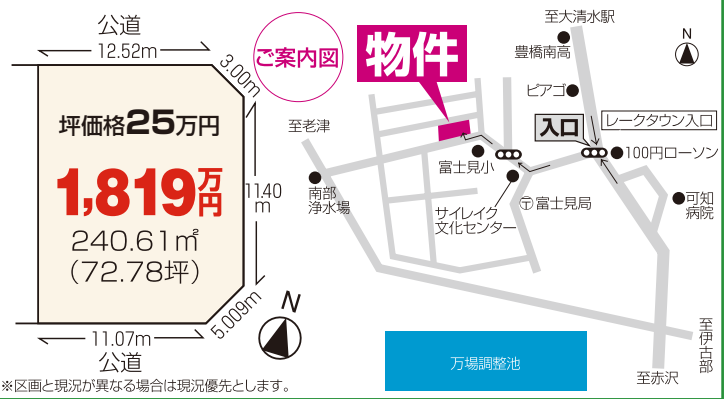 公道
12.52m
3.00m
坪価格25万円
1,819万円
240.61㎡
(72.78坪)
11.40m
5.009m
11.07m
公道
N
※区画と現況が異なる場合は現況優先とします。
ご案内図
物件
至大清水駅
豊橋南高
N
ピアゴ
レークタウン入口
入口
100円ローソン
至老津
富士見小
南部
浄水場
サイレイク
文化センター
〒富士見局
可知
病院
万場調整池
至伊古部
至赤沢